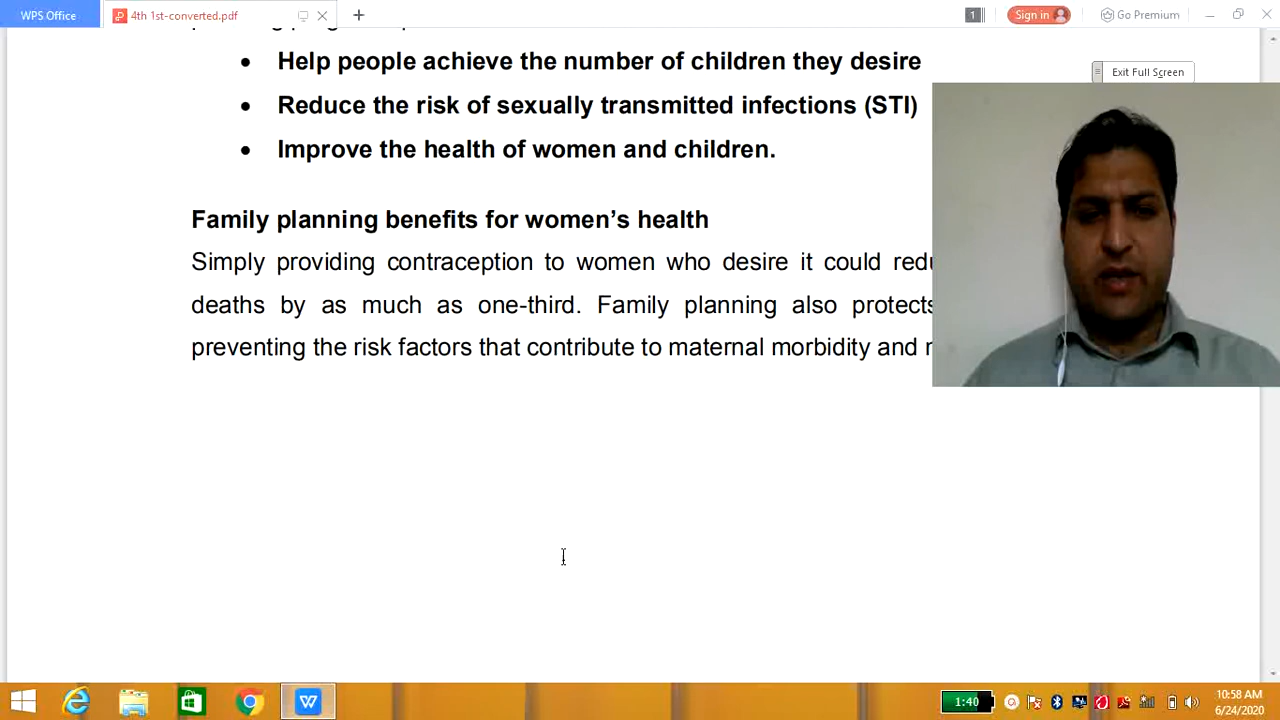 WPS Office
4th 1st-converted.pdf
1
Sign in
Go Premium
Exit Full Screen
• Help people achieve the number of children they desire
• Reduce the risk of sexually transmitted infections (STI)
• Improve the health of women and children.
Family planning benefits for women's health
Simply providing contraception to women who desire it could
deaths by as much as one-third. Family planning also protects
preventing the risk factors that contribute to maternal morbidity and
1:40
10:58 AM
6/24/2020